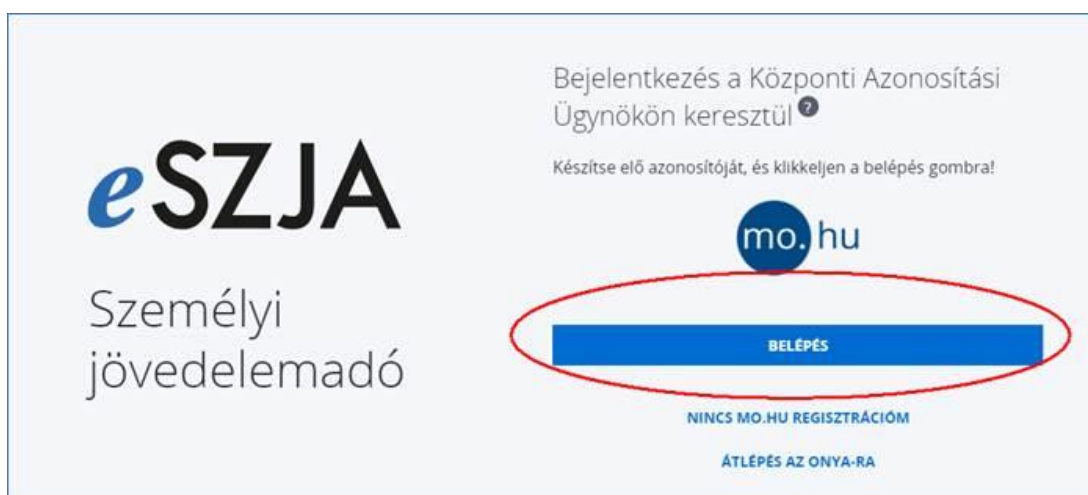 eSZJA
Személyi
jövedelemadó
Bejelentkezés a Központi Azonosítási
Ügynökön keresztül ?
Készítse elő azonosítóját, és klikkeljen a belépés gombra!
mo.hu
BELÉPÉS
NINCS MO.HU REGISZTRÁCIÓM
ÁTLÉPÉS AZ ONYA-RA